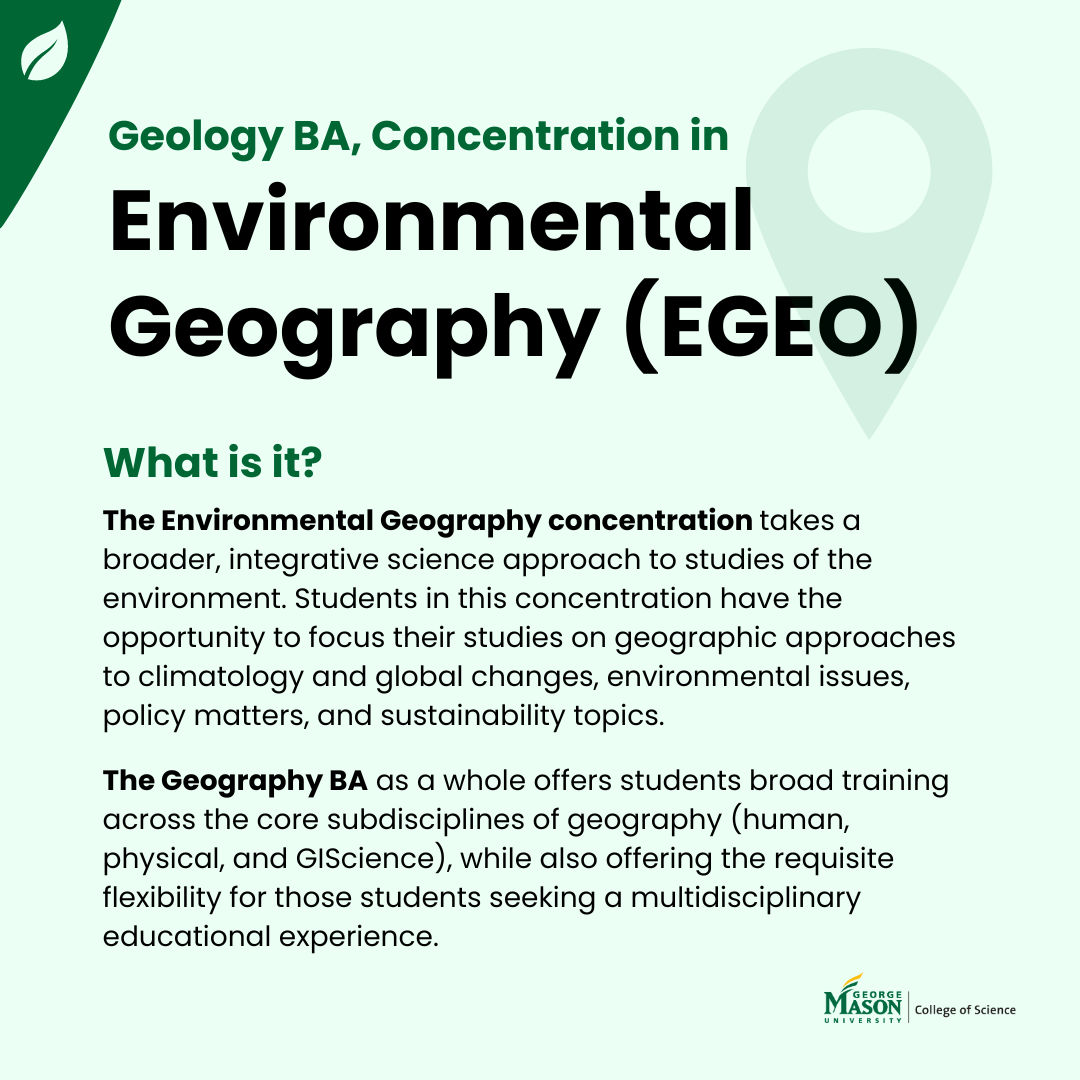 Geology BA, Concentration in
Environmental
Geography (EGEO)
What is it?
The Environmental Geography concentration takes a
broader, integrative science approach to studies of the
environment. Students in this concentration have the
opportunity to focus their studies on geographic approaches
to climatology and global changes, environmental issues,
policy matters, and sustainability topics.
The Geography BA as a whole offers students broad training
across the core subdisciplines of geography (human,
physical, and GIScience), while also offering the requisite
flexibility for those students seeking a multidisciplinary
educational experience.
GEORGE
MASON
UNIVERSITY
College of Science